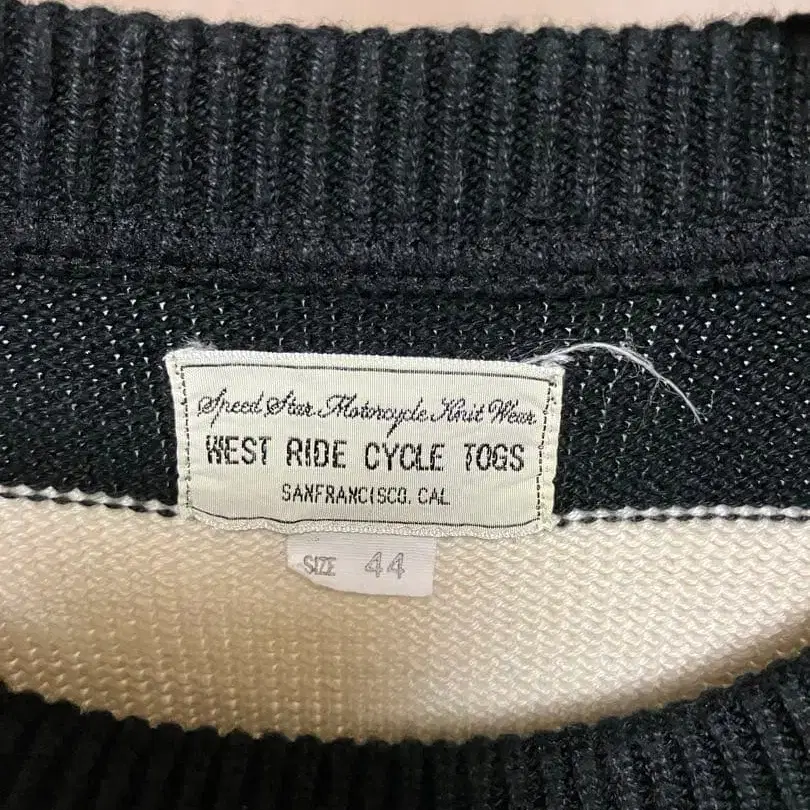 Speed Star Motorcycle Knit Wear
WEST RIDE CYCLE TOGS
SANFRANCISCO. CAL
SIZE 44